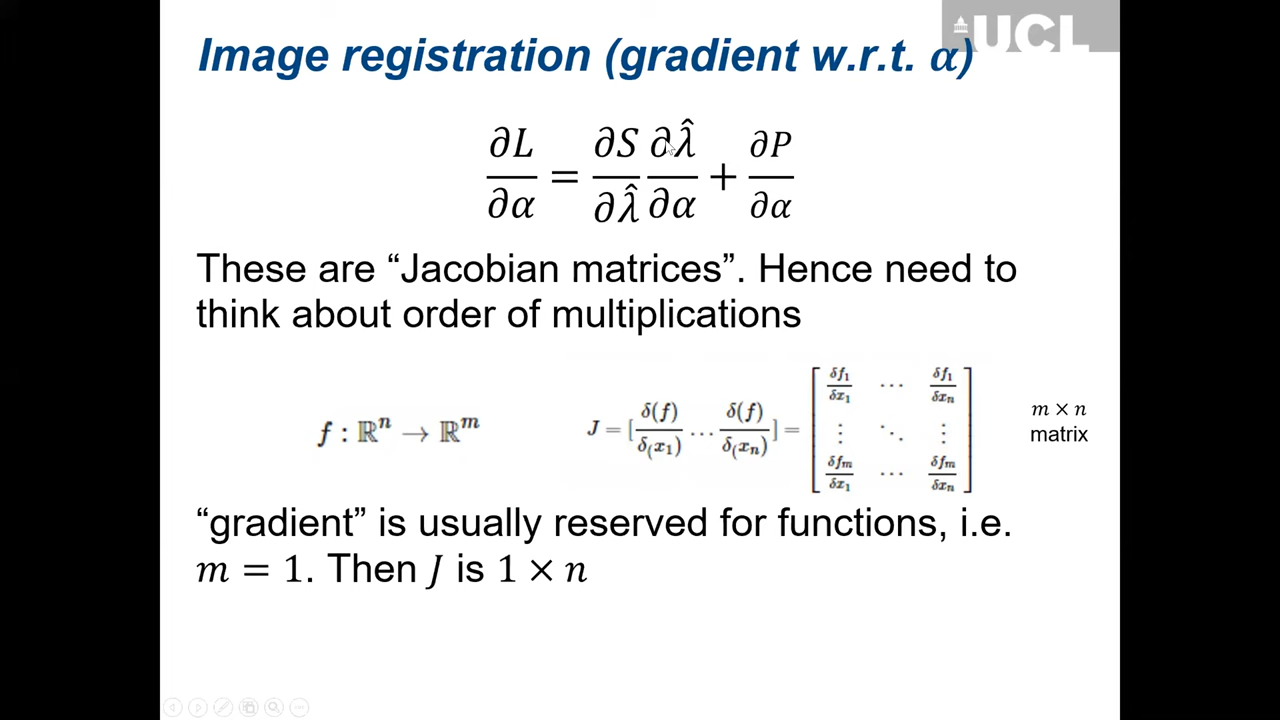 UCL
Image registration (gradient w.r.t. α)
∂L/∂α = ∂S/∂λ̂ ∂λ̂/∂α + ∂P/∂α
These are “Jacobian matrices”. Hence need to
think about order of multiplications
f : ℝⁿ → ℝᵐ
J = [δ(f)/δ(x₁) … δ(f)/δ(xₙ)] = [δf₁/δx₁ ⋯ δf₁/δxₙ ⋮ ⋱ ⋮ δfₘ/δx₁ ⋯ δfₘ/δxₙ]
m × n
matrix
“gradient” is usually reserved for functions, i.e.
m = 1. Then J is 1 × n